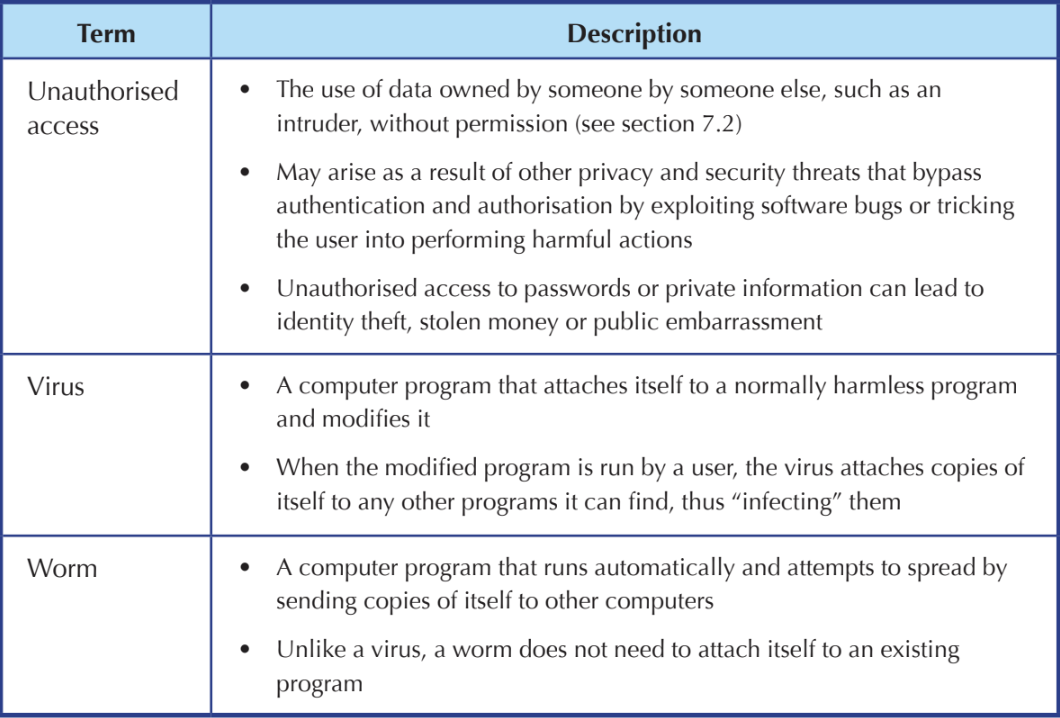 Term
Description
Unauthorised
access
• The use of data owned by someone by someone else, such as an
intruder, without permission (see section 7.2)
• May arise as a result of other privacy and security threats that bypass
authentication and authorisation by exploiting software bugs or tricking
the user into performing harmful actions
• Unauthorised access to passwords or private information can lead to
identity theft, stolen money or public embarrassment
Virus
• A computer program that attaches itself to a normally harmless program
and modifies it
• When the modified program is run by a user, the virus attaches copies of
itself to any other programs it can find, thus “infecting” them
Worm
• A computer program that runs automatically and attempts to spread by
sending copies of itself to other computers
• Unlike a virus, a worm does not need to attach itself to an existing
program